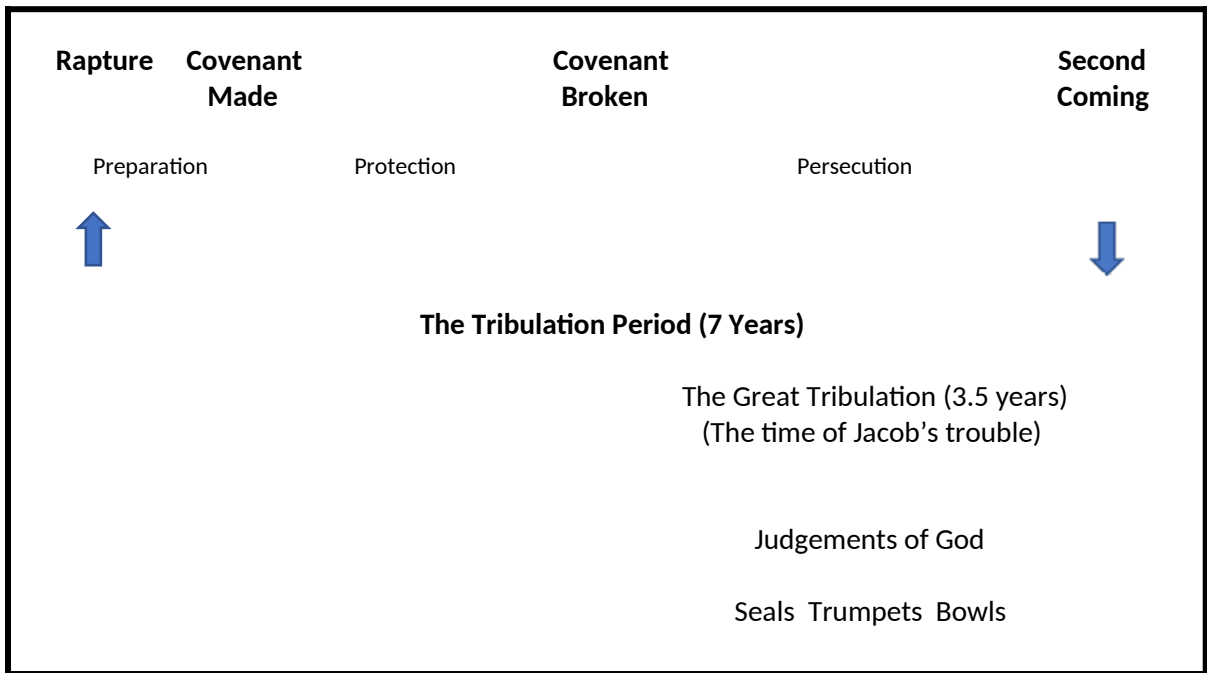 Rapture Covenant Covenant Second
Made Broken Coming
Preparation Protection Persecution
The Tribulation Period (7 Years)
The Great Tribulation (3.5 years)
(The time of Jacob’s trouble)
Judgements of God
Seals Trumpets Bowls